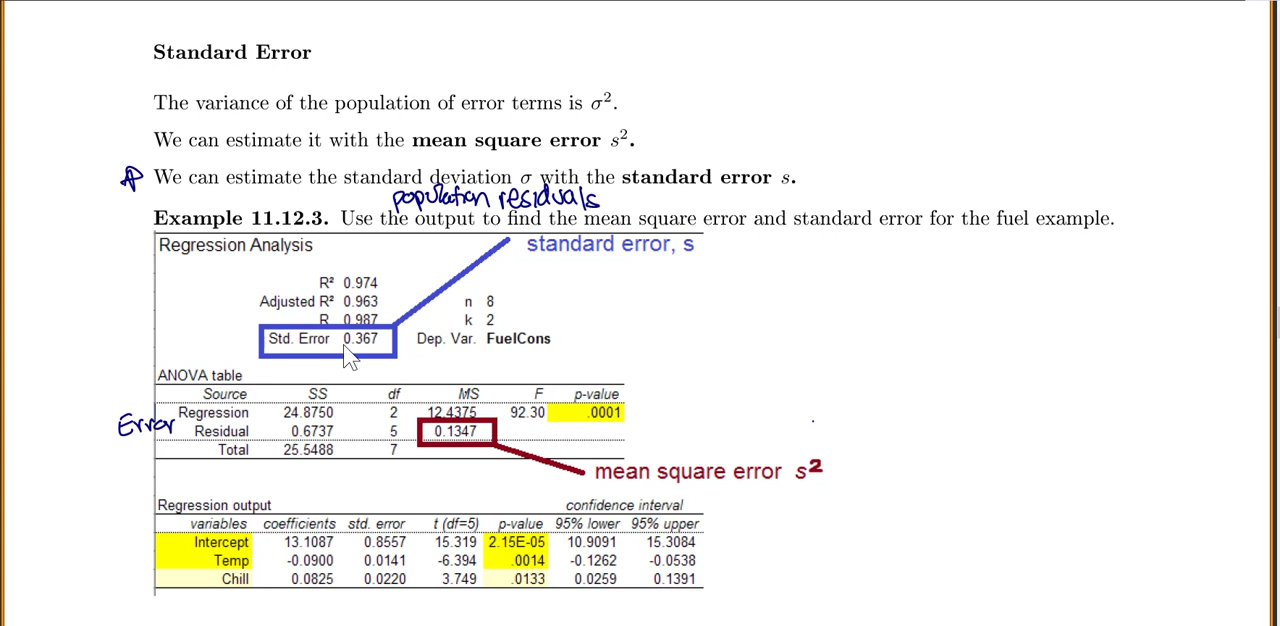 Standard Error
The variance of the population of error terms is σ².
We can estimate it with the mean square error s².
We can estimate the standard deviation σ with the standard error s.
population residuals
Example 11.12.3. Use the output to find the mean square error and standard error for the fuel example.
Regression Analysis
standard error, s
R² 0.974
Adjusted R² 0.963 n 8
R 0.987 k 2
Std. Error 0.367 Dep. Var. FuelCons
ANOVA table
Source SS df MS F p-value
Regression 24.8750 2 12.4375 92.30 .0001
Error
Residual 0.6737 5 0.1347
Total 25.5488 7
mean square error s²
Regression output confidence interval
variables coefficients std. error t (df=5) p-value 95% lower 95% upper
Intercept 13.1087 0.8557 15.319 2.15E-05 10.9091 15.3084
Temp -0.0900 0.0141 -6.394 .0014 -0.1262 -0.0538
Chill 0.0825 0.0220 3.749 .0133 0.0259 0.1391